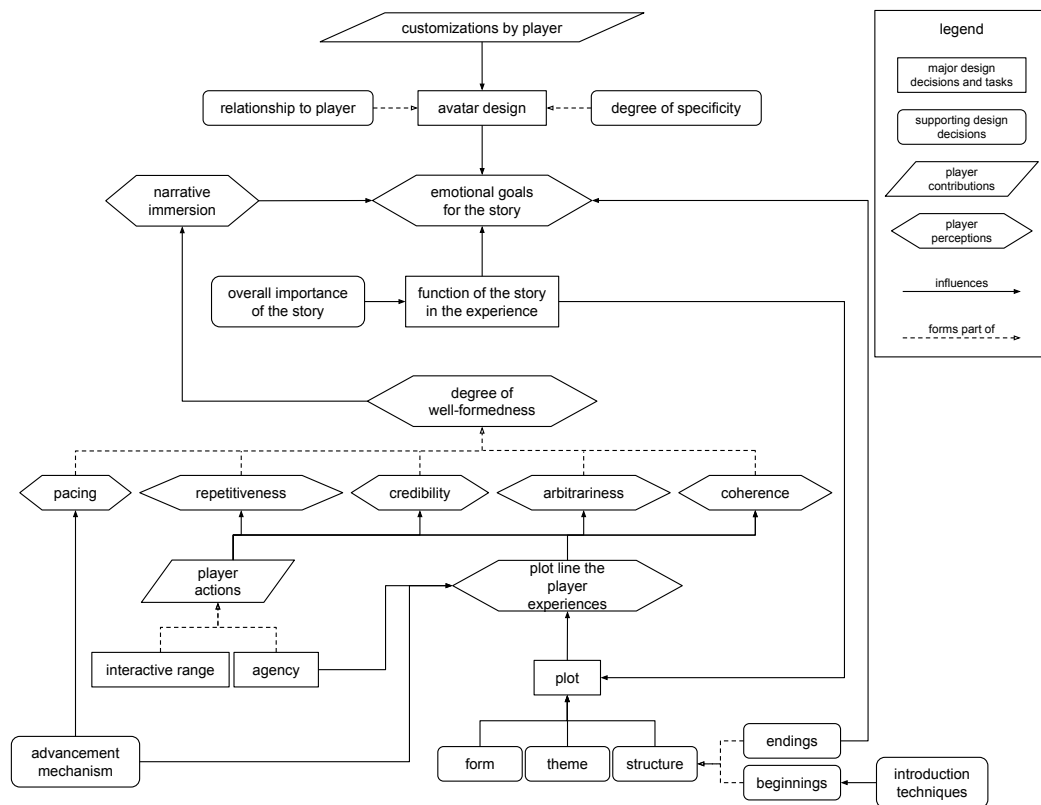 customizations by player
legend
major design
decisions and tasks
relationship to player
avatar design
degree of specificity
supporting design
decisions
player
contributions
narrative
immersion
emotional goals
for the story
player
perceptions
influences
overall importance
of the story
function of the story
in the experience
forms part of
degree of
well-formedness
pacing
repetitiveness
credibility
arbitrariness
coherence
player
actions
plot line the
player
experiences
interactive range
agency
plot
advancement
mechanism
form
theme
structure
endings
beginnings
introduction
techniques